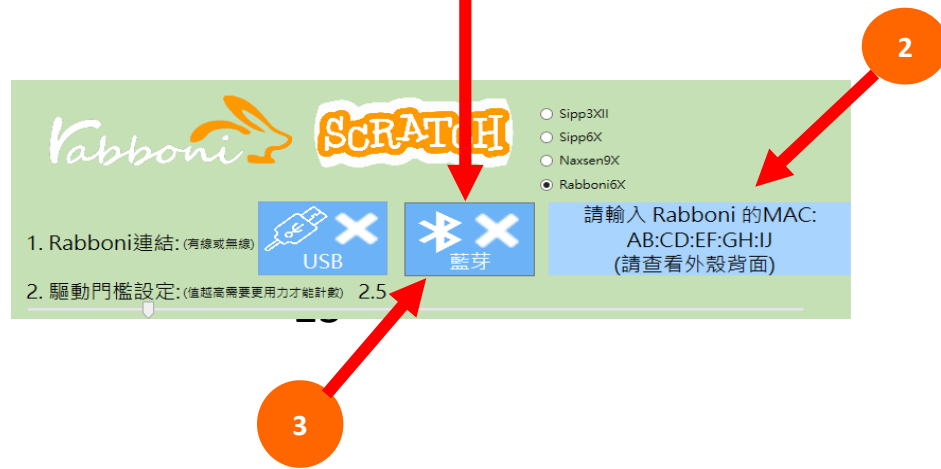 2
rabboni
SCRATCH
Sipp3XII
Sipp6X
Naxsen9X
Rabboni6X
1. Rabboni連結:(有線或無線)
USB
藍芽
請輸入 Rabboni 的MAC:
AB:CD:EF:GH:IJ
(請查看外殼背面)
2. 驅動門檻設定:(值越高需要更用力才能計數) 2.5
3